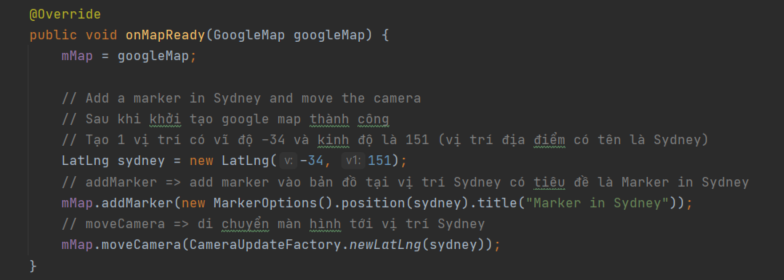 @Override
public void onMapReady(GoogleMap googleMap) {
mMap = googleMap;
// Add a marker in Sydney and move the camera
// Sau khi khởi tạo google map thành công
// Tạo 1 vị trí có vĩ độ -34 và kinh độ là 151 (vị trí địa điểm có tên là Sydney)
LatLng sydney = new LatLng( v: -34, v1: 151);
// addMarker => add marker vào bản đồ tại vị trí Sydney có tiêu đề là Marker in Sydney
mMap.addMarker(new MarkerOptions().position(sydney).title("Marker in Sydney"));
// moveCamera => di chuyển màn hình tới vị trí Sydney
mMap.moveCamera(CameraUpdateFactory.newLatLng(sydney));
}